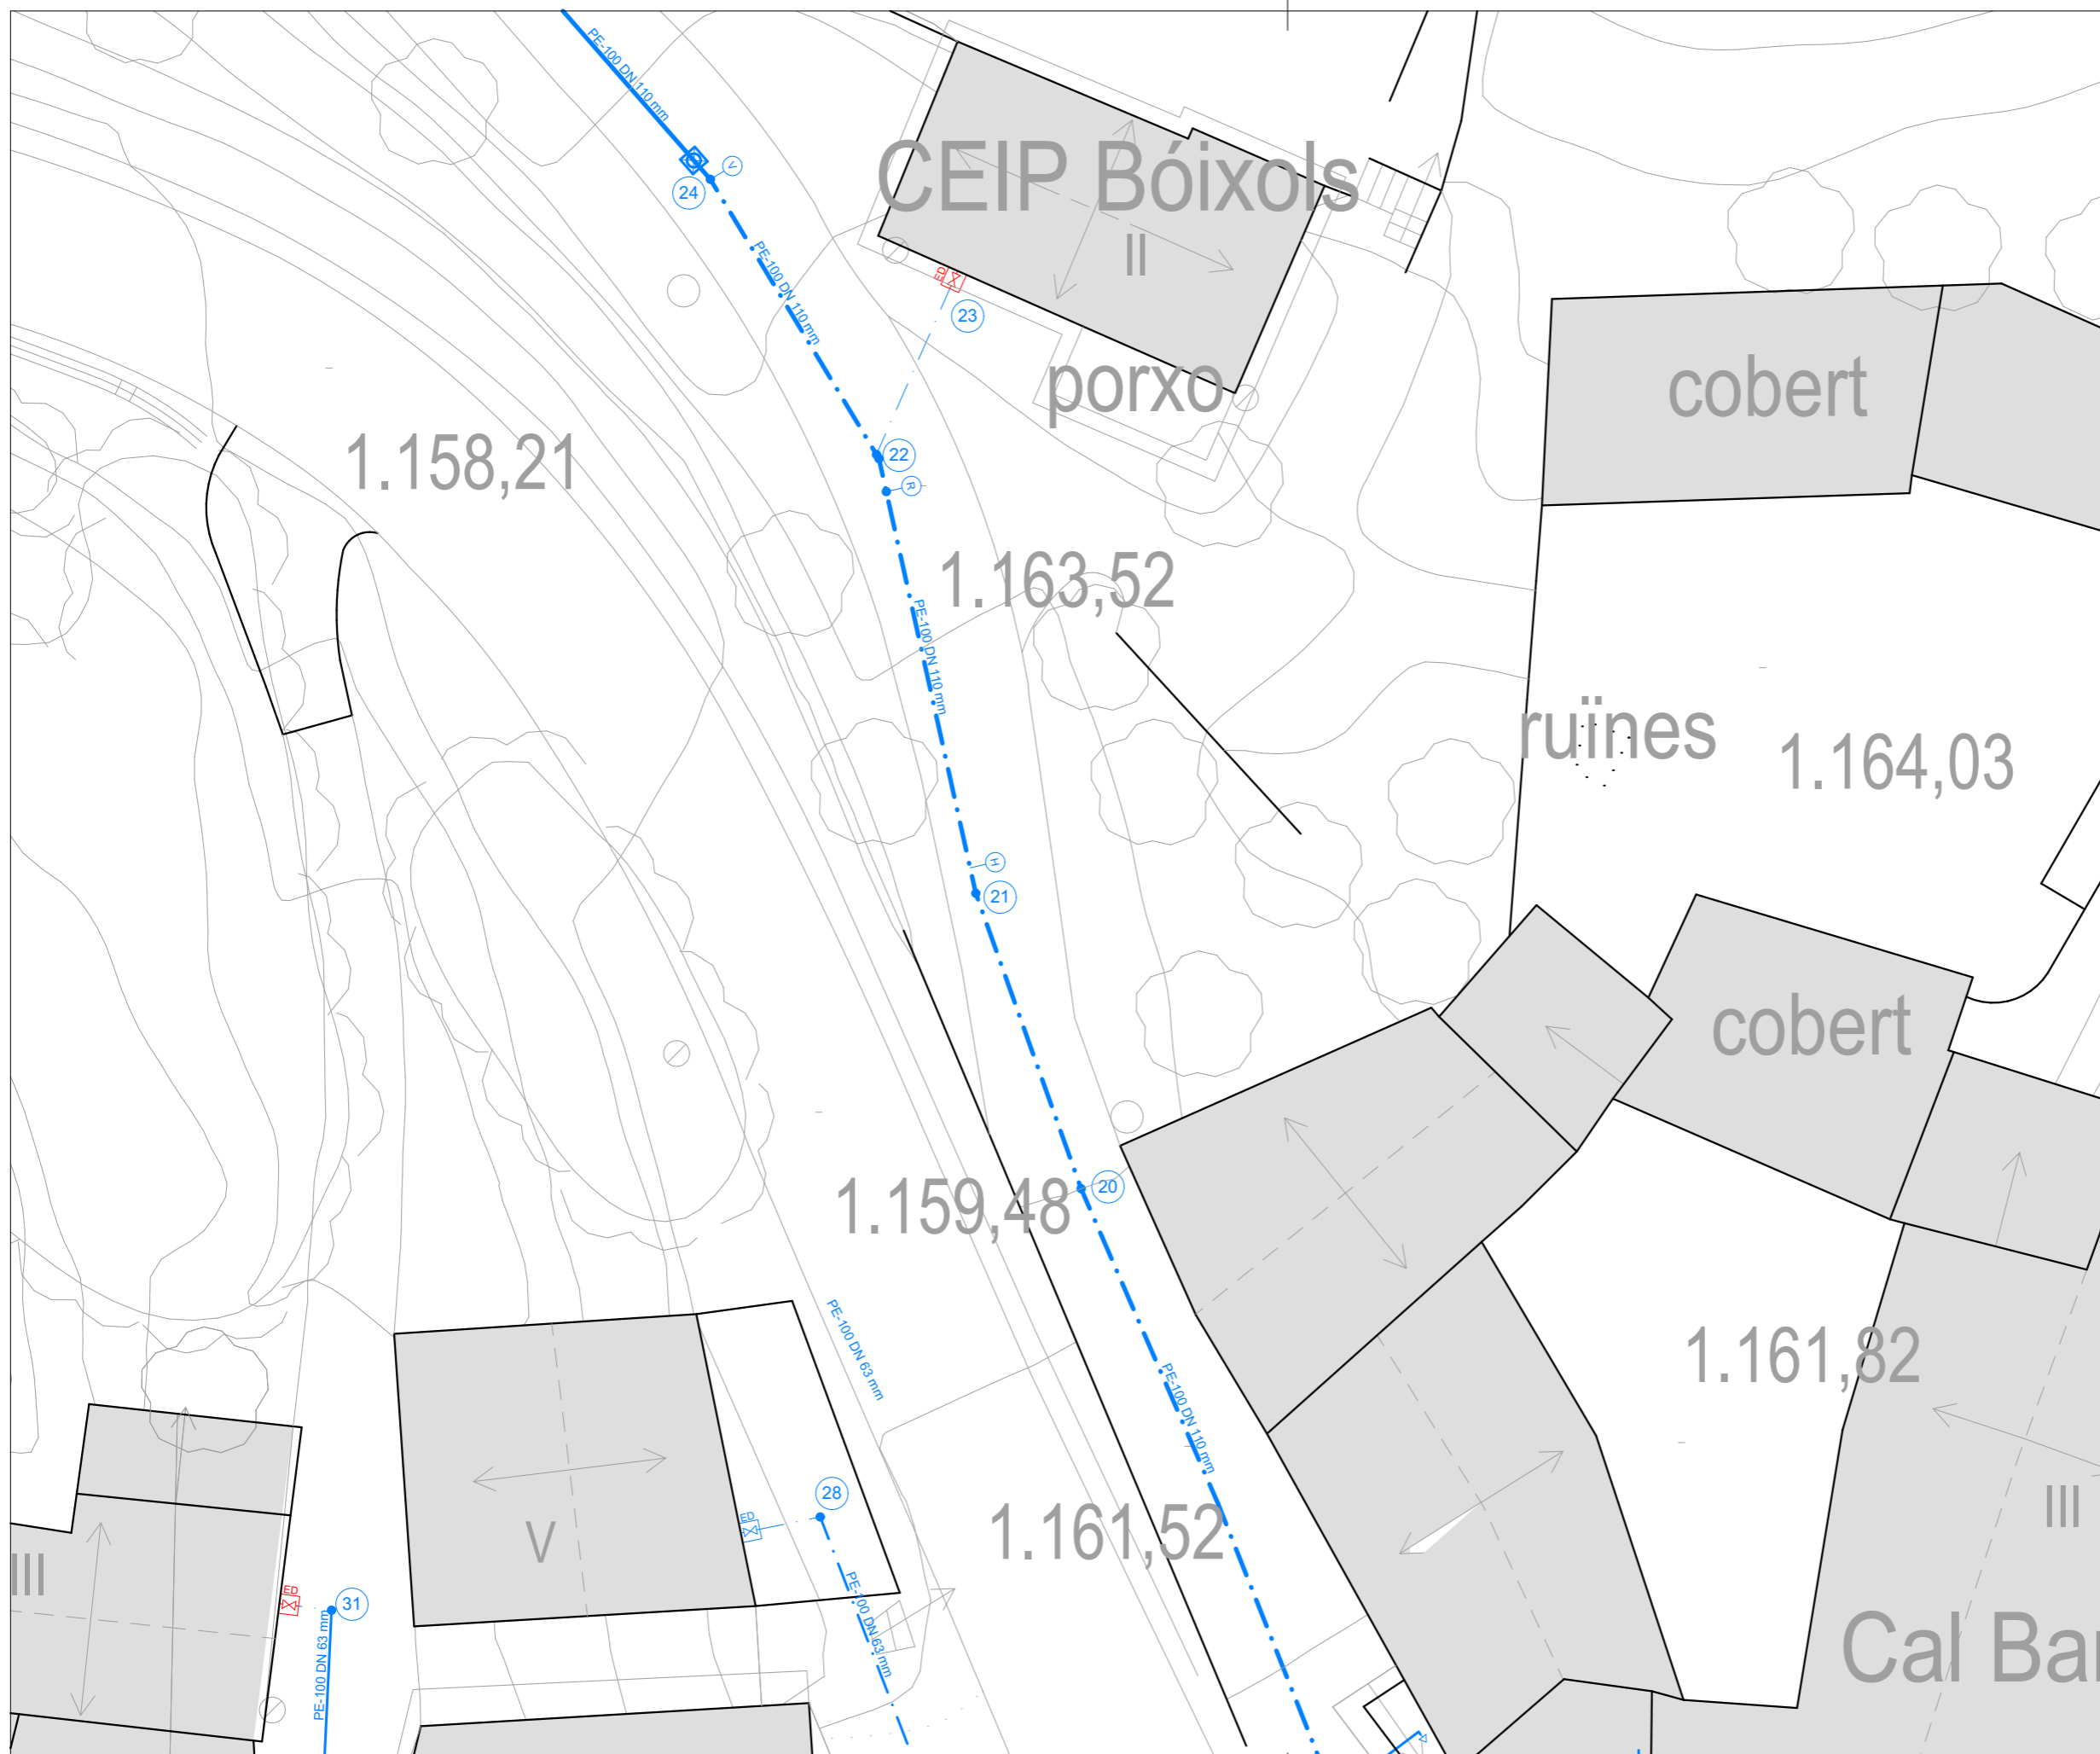 PE-100 DN 110 mm
V
24
CEIP Bóixols
II
PE-100 DN 110 mm
ED
23
porxo
cobert
1.158,21
22
R
1.163,52
PE-100 DN 110 mm
ruïnes
1.164,03
H
21
cobert
1.159,48
20
PE-100 DN 63 mm
1.161,82
PE-100 DN 110 mm
28
ED
V
1.161,52
III
III
ED
31
PE-100 DN 63 mm
PE-100 DN 63 mm
Cal Bar